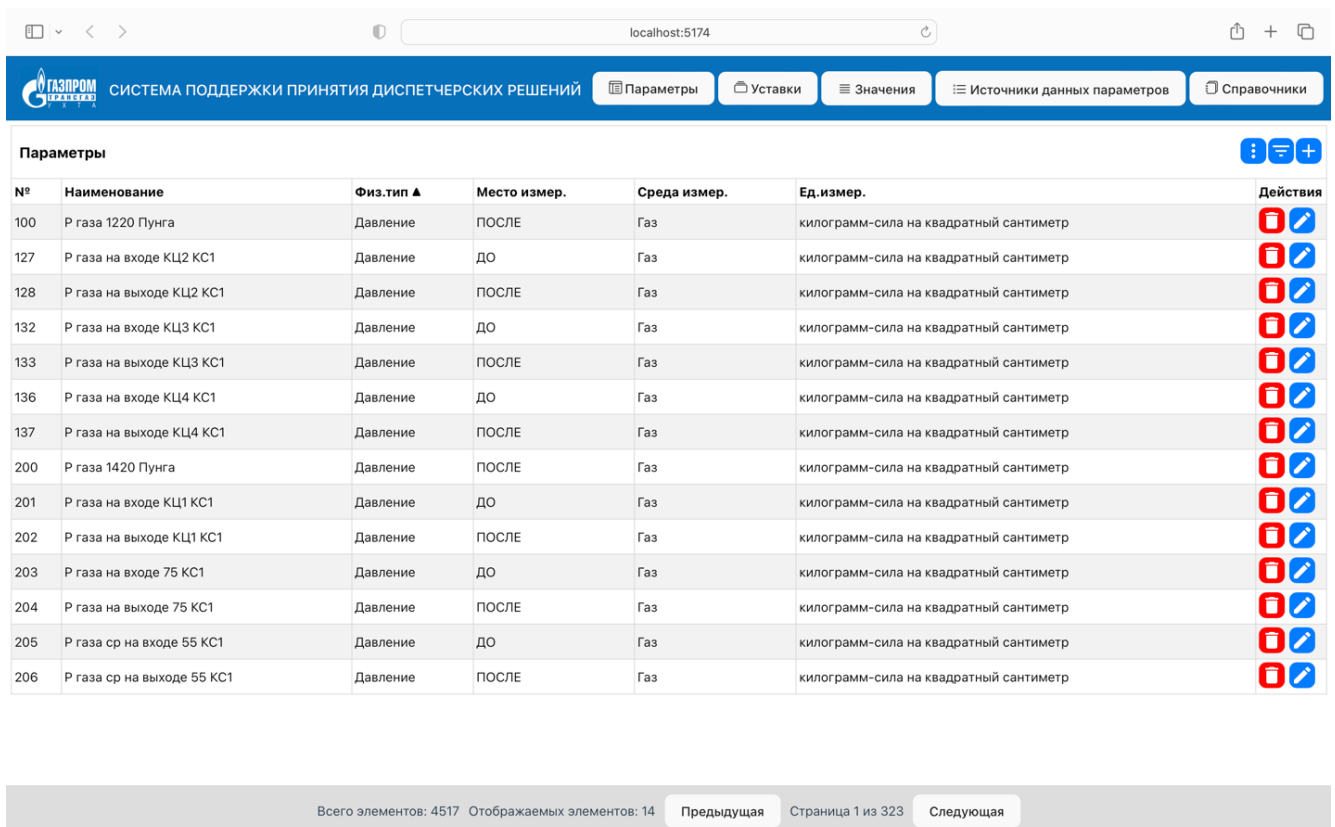 localhost:5174
ГАЗПРОМ
ТРАНСГАЗ
УХТА
СИСТЕМА ПОДДЕРЖКИ ПРИНЯТИЯ ДИСПЕТЧЕРСКИХ РЕШЕНИЙ Параметры Уставки Значения Источники данных параметров Справочники
Параметры
№ Наименование Физ.тип ▲ Место измер. Среда измер. Ед.измер. Действия
100 Р газа 1220 Пунга Давление ПОСЛЕ Газ килограмм-сила на квадратный сантиметр
127 Р газа на входе КЦ2 КС1 Давление ДО Газ килограмм-сила на квадратный сантиметр
128 Р газа на выходе КЦ2 КС1 Давление ПОСЛЕ Газ килограмм-сила на квадратный сантиметр
132 Р газа на входе КЦ3 КС1 Давление ДО Газ килограмм-сила на квадратный сантиметр
133 Р газа на выходе КЦ3 КС1 Давление ПОСЛЕ Газ килограмм-сила на квадратный сантиметр
136 Р газа на входе КЦ4 КС1 Давление ДО Газ килограмм-сила на квадратный сантиметр
137 Р газа на выходе КЦ4 КС1 Давление ПОСЛЕ Газ килограмм-сила на квадратный сантиметр
200 Р газа 1420 Пунга Давление ПОСЛЕ Газ килограмм-сила на квадратный сантиметр
201 Р газа на входе КЦ1 КС1 Давление ДО Газ килограмм-сила на квадратный сантиметр
202 Р газа на выходе КЦ1 КС1 Давление ПОСЛЕ Газ килограмм-сила на квадратный сантиметр
203 Р газа на входе 75 КС1 Давление ДО Газ килограмм-сила на квадратный сантиметр
204 Р газа на выходе 75 КС1 Давление ПОСЛЕ Газ килограмм-сила на квадратный сантиметр
205 Р газа ср на входе 55 КС1 Давление ДО Газ килограмм-сила на квадратный сантиметр
206 Р газа ср на выходе 55 КС1 Давление ПОСЛЕ Газ килограмм-сила на квадратный сантиметр
Всего элементов: 4517 Отображаемых элементов: 14 Предыдущая Страница 1 из 323 Следующая